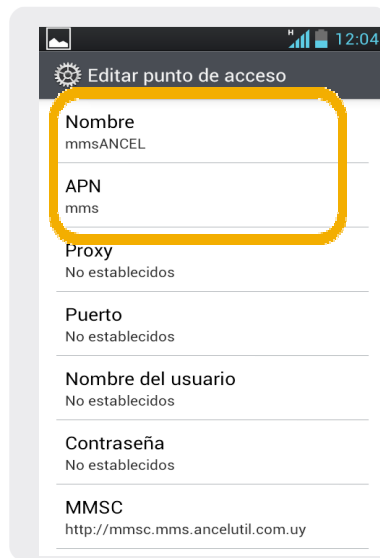 H
12:04
Editar punto de acceso
Nombre
mmsANCEL
APN
mms
Proxy
No establecidos
Puerto
No establecidos
Nombre del usuario
No establecidos
Contraseña
No establecidos
MMSC
http://mmsc.mms.ancelutil.com.uy